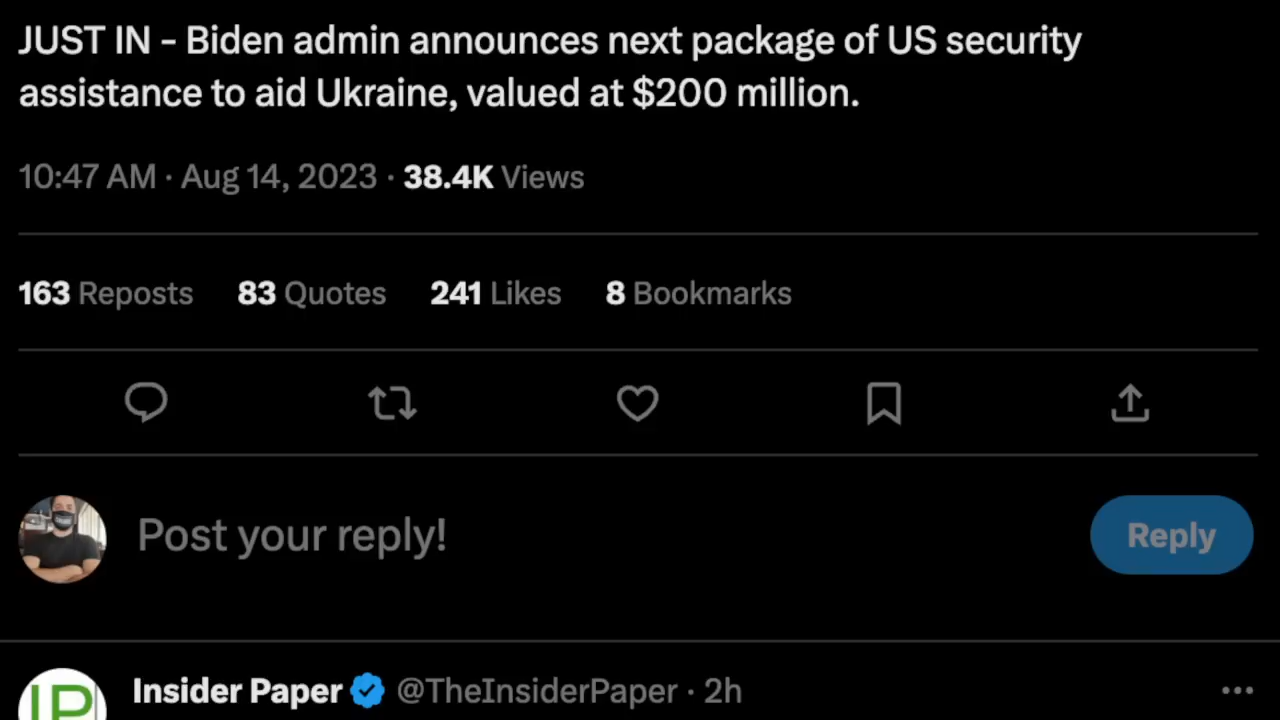 JUST IN - Biden admin announces next package of US security
assistance to aid Ukraine, valued at $200 million.
10:47 AM · Aug 14, 2023 · 38.4K Views
163 Reposts 83 Quotes 241 Likes 8 Bookmarks
Post your reply!
Reply
Insider Paper @TheInsiderPaper · 2h
IP